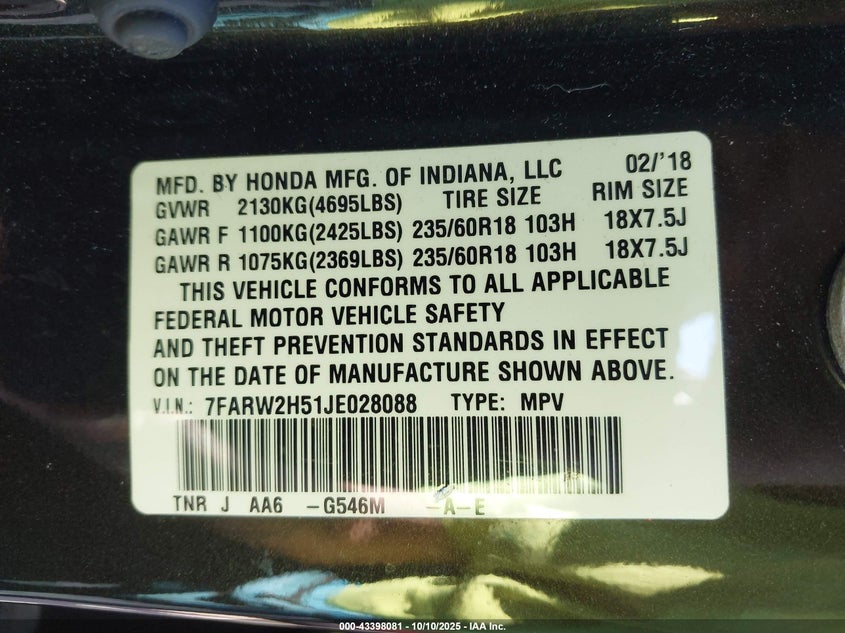 MFD. BY HONDA MFG. OF INDIANA, LLC 02/'18
GVWR 2130KG(4695LBS) TIRE SIZE RIM SIZE
GAWR F 1100KG(2425LBS) 235/60R18 103H 18X7.5J
GAWR R 1075KG(2369LBS) 235/60R18 103H 18X7.5J
THIS VEHICLE CONFORMS TO ALL APPLICABLE
FEDERAL MOTOR VEHICLE SAFETY
AND THEFT PREVENTION STANDARDS IN EFFECT
ON THE DATE OF MANUFACTURE SHOWN ABOVE.
V.I.N.: 7FARW2H51JE028088 TYPE: MPV
TNR J AA6 -G546M -A-E
000-43398081 - 10/10/2025 - IAA Inc.